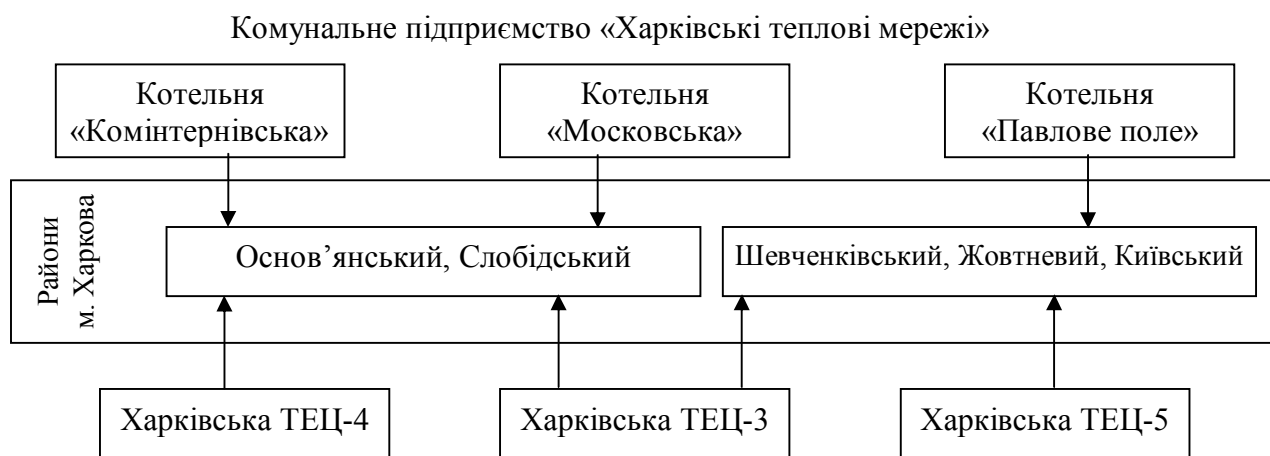 Комунальне підприємство «Харківські теплові мережі»
Котельня
«Комінтернівська»
Котельня
«Московська»
Котельня
«Павлове поле»
Райони
м. Харкова
Основ’янський, Слобідський
Шевченківський, Жовтневий, Київський
Харківська ТЕЦ-4
Харківська ТЕЦ-3
Харківська ТЕЦ-5